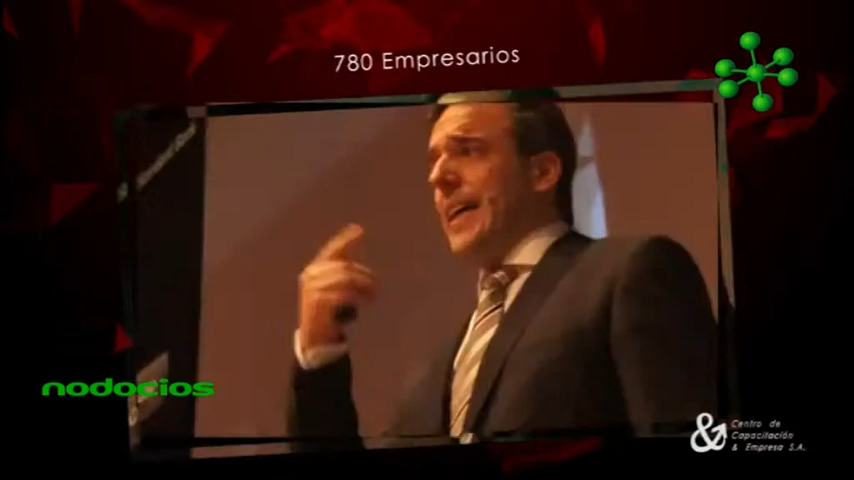 780 Empresarios
nodocios
&
Centro de
Capacitación
& Empresa S.A.